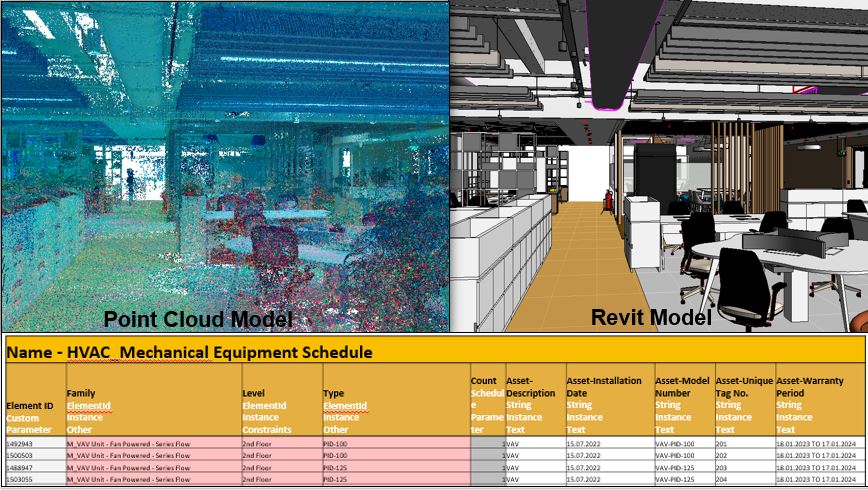 Point Cloud Model
Revit Model
Name - HVAC_Mechanical Equipment Schedule
Element ID Custom Parameter
Family ElementId Instance Other
Level ElementId Instance Constraints
Type ElementId Instance Other
Count Schedule Parameter
Asset-Description String Instance Text
Asset-Installation Date String Instance Text
Asset-Model Number String Instance Text
Asset-Unique Tag No. String Instance Text
Asset-Warranty Period String Instance Text
1492943 M_VAV Unit - Fan Powered - Series Flow 2nd Floor PID-100 1 VAV 15.07.2022 VAV-PID-100 201 18.01.2023 TO 17.01.2024
1500503 M_VAV Unit - Fan Powered - Series Flow 2nd Floor PID-100 1 VAV 15.07.2022 VAV-PID-100 202 18.01.2023 TO 17.01.2024
1488947 M_VAV Unit - Fan Powered - Series Flow 2nd Floor PID-125 1 VAV 15.07.2022 VAV-PID-125 203 18.01.2023 TO 17.01.2024
1503055 M_VAV Unit - Fan Powered - Series Flow 2nd Floor PID-125 1 VAV 15.07.2022 VAV-PID-125 204 18.01.2023 TO 17.01.2024